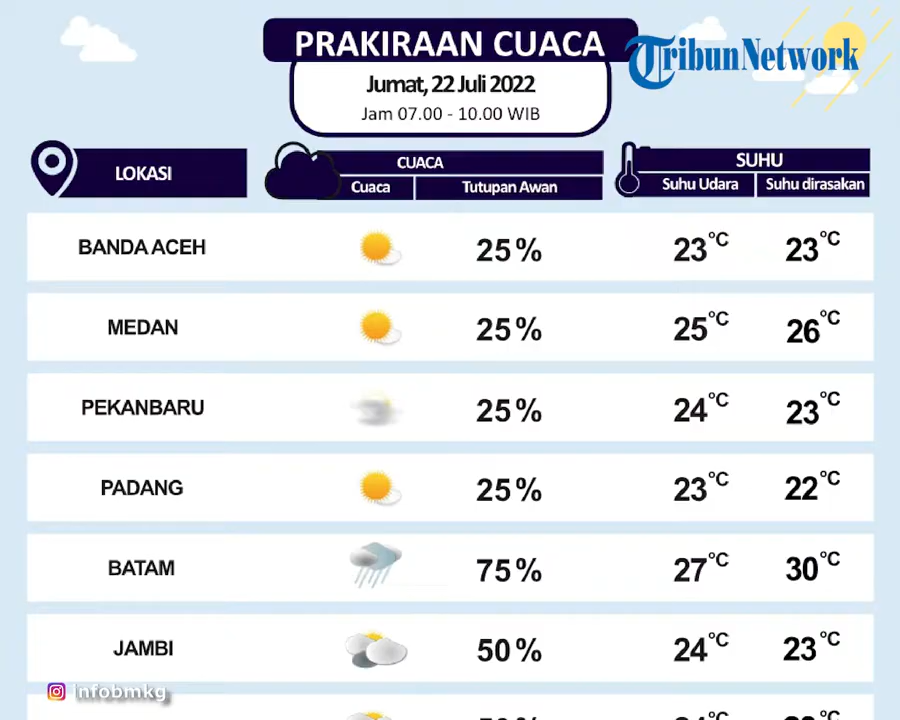 PRAKIRAAN CUACA
Tribun Network
Jumat, 22 Juli 2022
Jam 07.00 - 10.00 WIB
LOKASI
CUACA
SUHU
Cuaca Tutupan Awan Suhu Udara Suhu dirasakan
BANDA ACEH 25% 23°C 23°C
MEDAN 25% 25°C 26°C
PEKANBARU 25% 24°C 23°C
PADANG 25% 23°C 22°C
BATAM 75% 27°C 30°C
JAMBI 50% 24°C 23°C
infobmkg